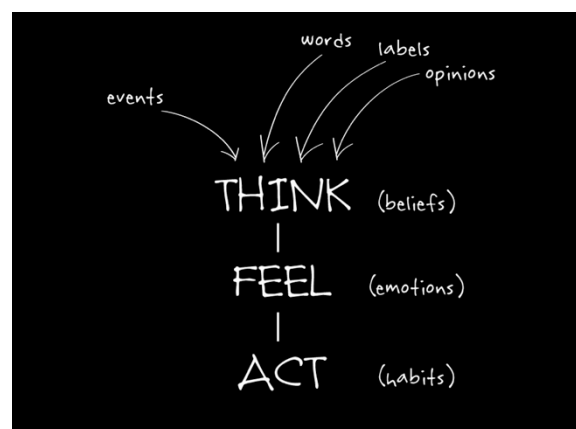 words
labels
opinions
events
THINK (beliefs)
FEEL (emotions)
ACT (habits)